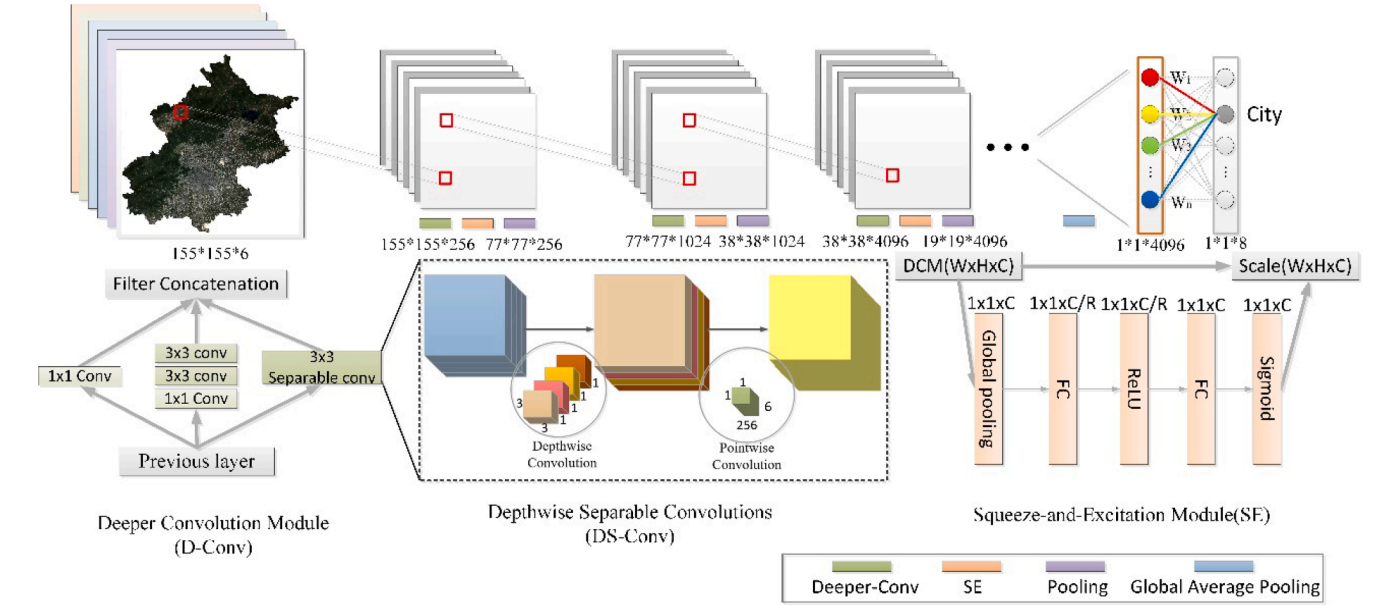 W1
W2
W3
⋮
Wn
⋮
City
• • •
155*155*6
155*155*256
77*77*256
77*77*1024
38*38*1024
38*38*4096
19*19*4096
1*1*4096
1*1*8
Filter Concatenation
3x3 conv
3x3 conv
1x1 Conv
1x1 Conv
3x3
Separable conv
Previous layer
Deeper Convolution Module
(D-Conv)
1
1
1
1
3
3
Depthwise
Convolution
1
1
6
256
Pointwise
Convolution
Depthwise Separable Convolutions
(DS-Conv)
DCM(WxHxC)
Scale(WxHxC)
1x1xC
1x1xC/R
1x1xC/R
1x1xC
1x1xC
Global pooling
FC
ReLU
FC
Sigmoid
Squeeze-and-Excitation Module(SE)
Deeper-Conv
SE
Pooling
Global Average Pooling